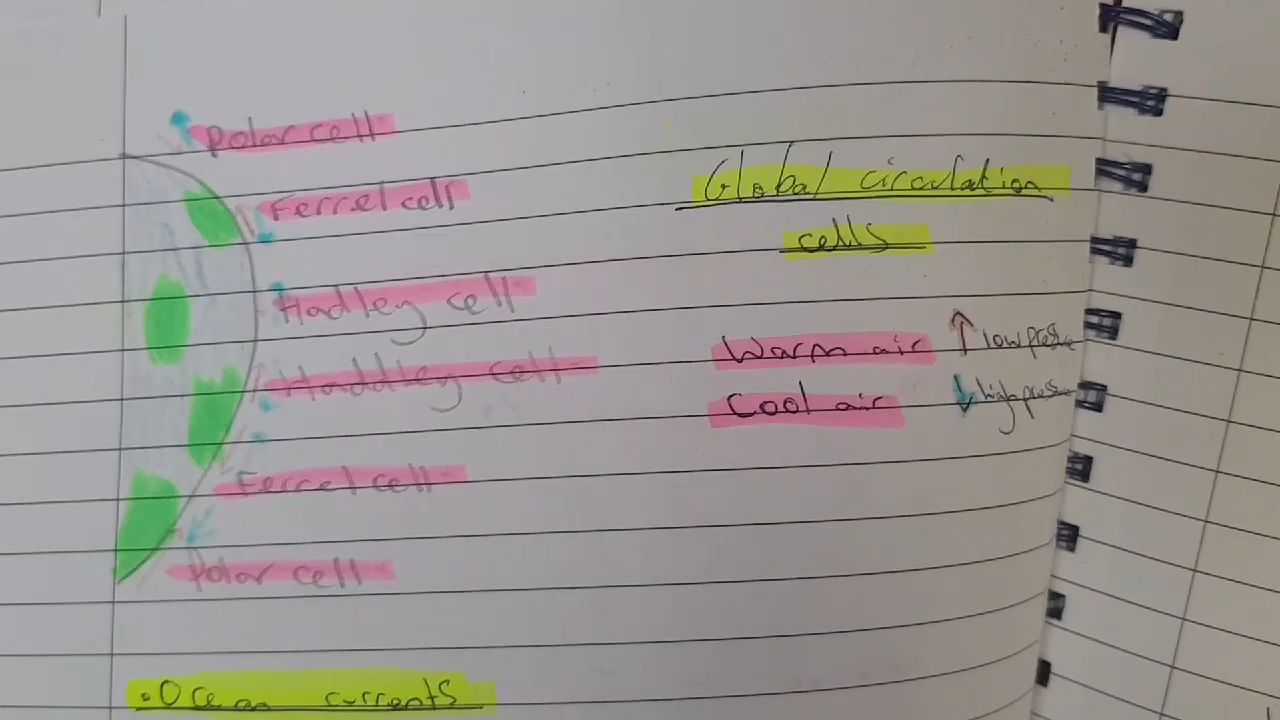 Polar cell
Ferrel cell
Hadley cell
Haddley cell
Ferrel cell
Polar cell
Global circulation
cells
Warm air ↑ low pressure
Cool air ↓ high pressure
• Ocean currents